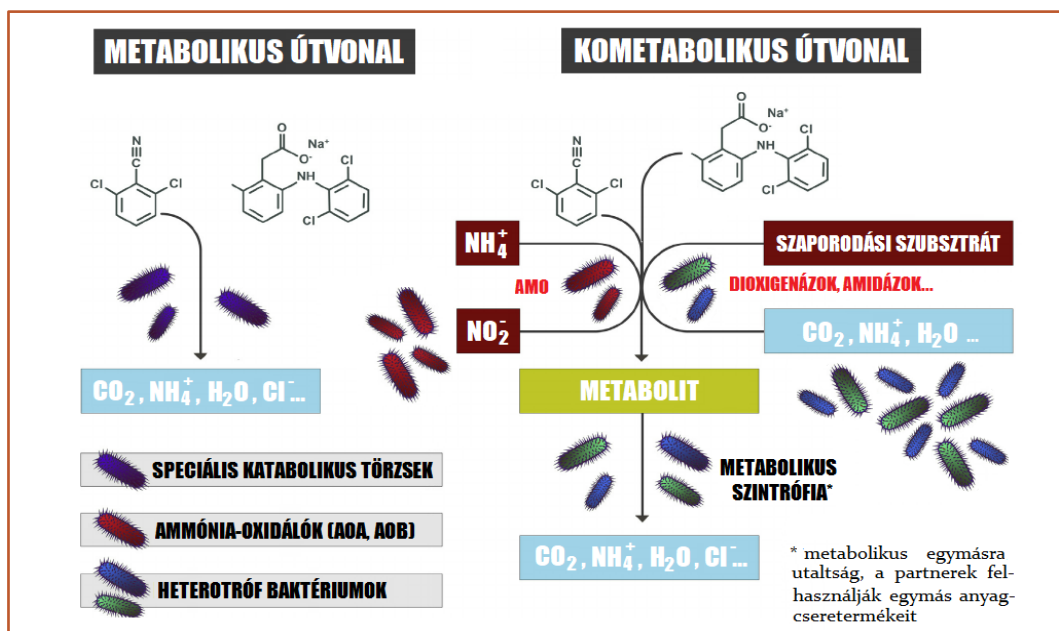 METABOLIKUS ÚTVONAL
N
C
Cl
Cl
O
O⁻
Na⁺
NH
Cl
Cl
CO₂, NH₄⁺, H₂O, Cl⁻...
SPECIÁLIS KATABOLIKUS TÖRZSEK
AMMÓNIA-OXIDÁLÓK (AOA, AOB)
HETEROTRÓF BAKTÉRIUMOK
KOMETABOLIKUS ÚTVONAL
N
C
Cl
Cl
O
O⁻
Na⁺
NH
Cl
Cl
NH₄⁺
SZAPORODÁSI SZUBSZTRÁT
AMO
DIOXIGENÁZOK, AMIDÁZOK...
NO₂⁻
CO₂, NH₄⁺, H₂O ...
METABOLIT
METABOLIKUS
SZINTRÓFIA*
CO₂, NH₄⁺, H₂O, Cl⁻...
* metabolikus egymásra
utaltság, a partnerek fel-
használják egymás anyag-
cseretermékeit